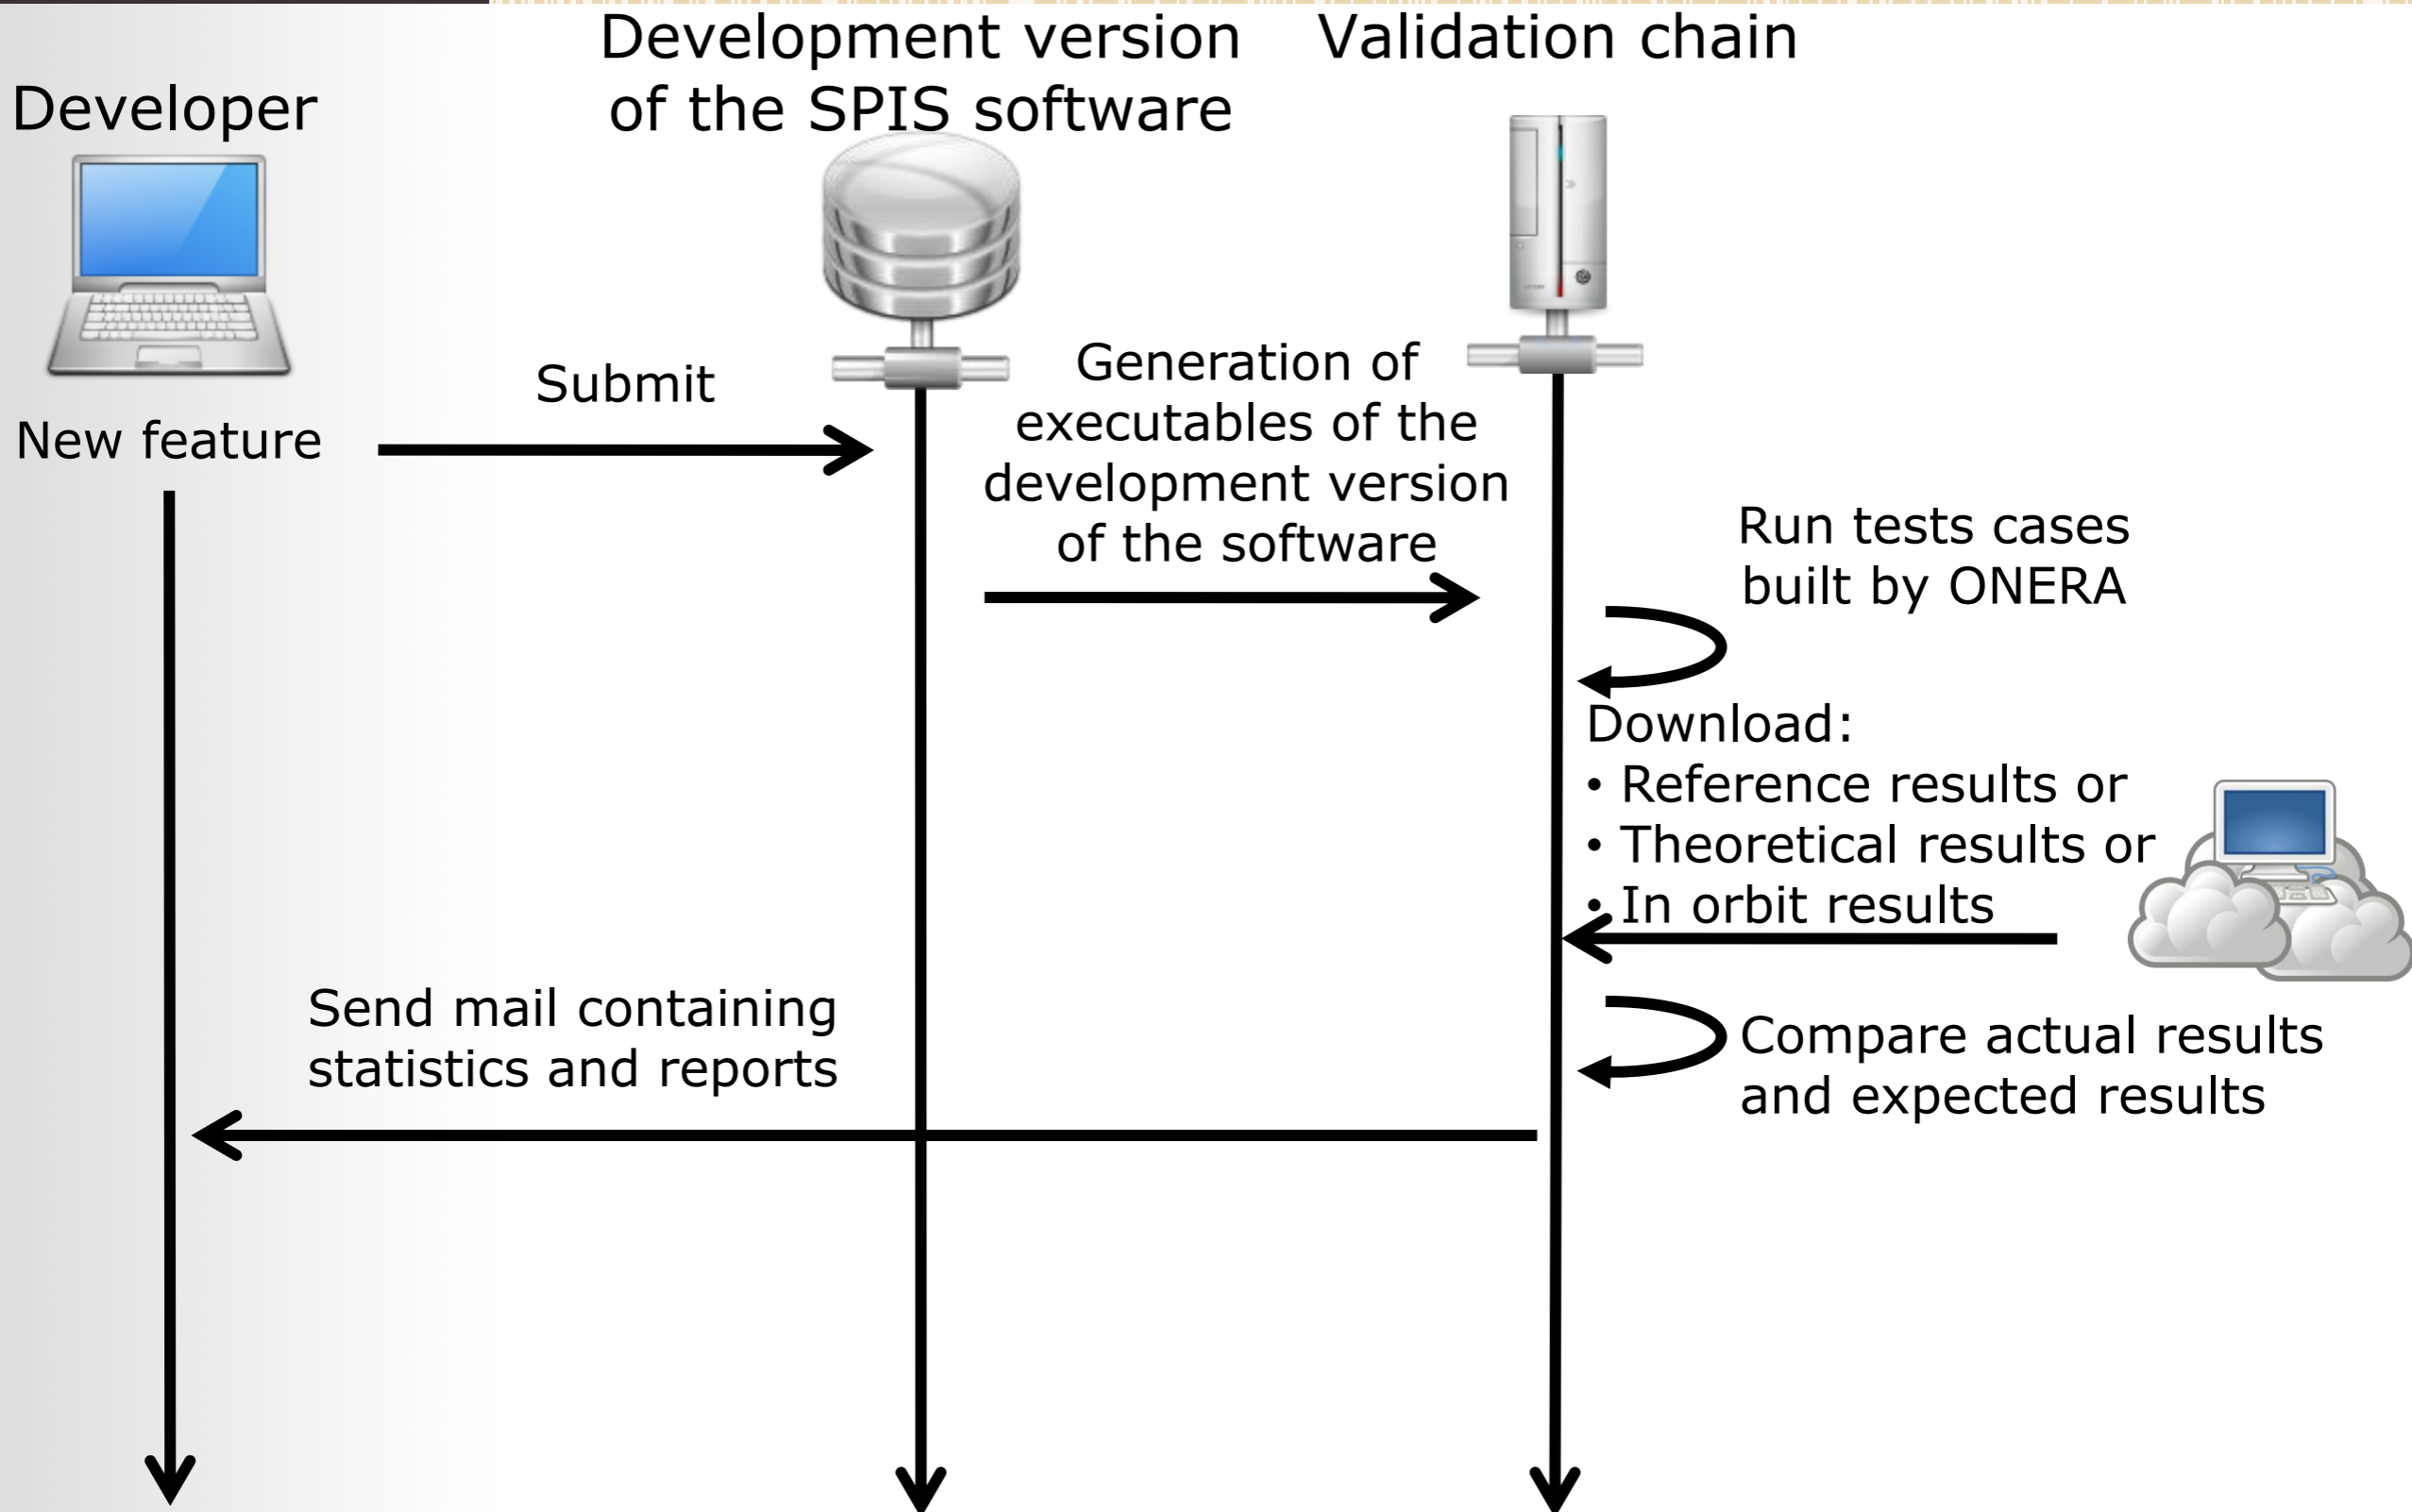 Developer
Development version
of the SPIS software
Validation chain
New feature
Submit
Generation of
executables of the
development version
of the software
Run tests cases
built by ONERA
Download:
• Reference results or
• Theoretical results or
• In orbit results
Compare actual results
and expected results
Send mail containing
statistics and reports